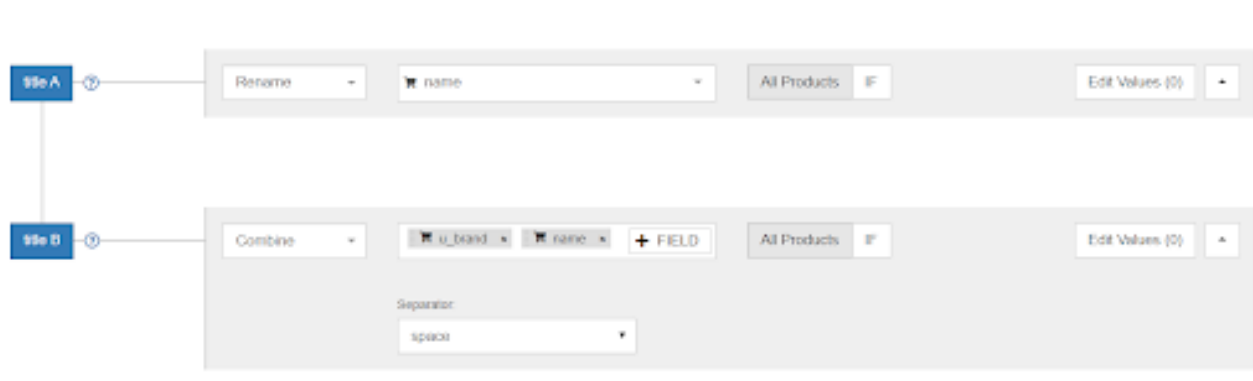 title A ? Rename name All Products IF Edit Values (0)
title B ? Combine u_brand x name x + FIELD All Products IF Edit Values (0)
Separator:
space